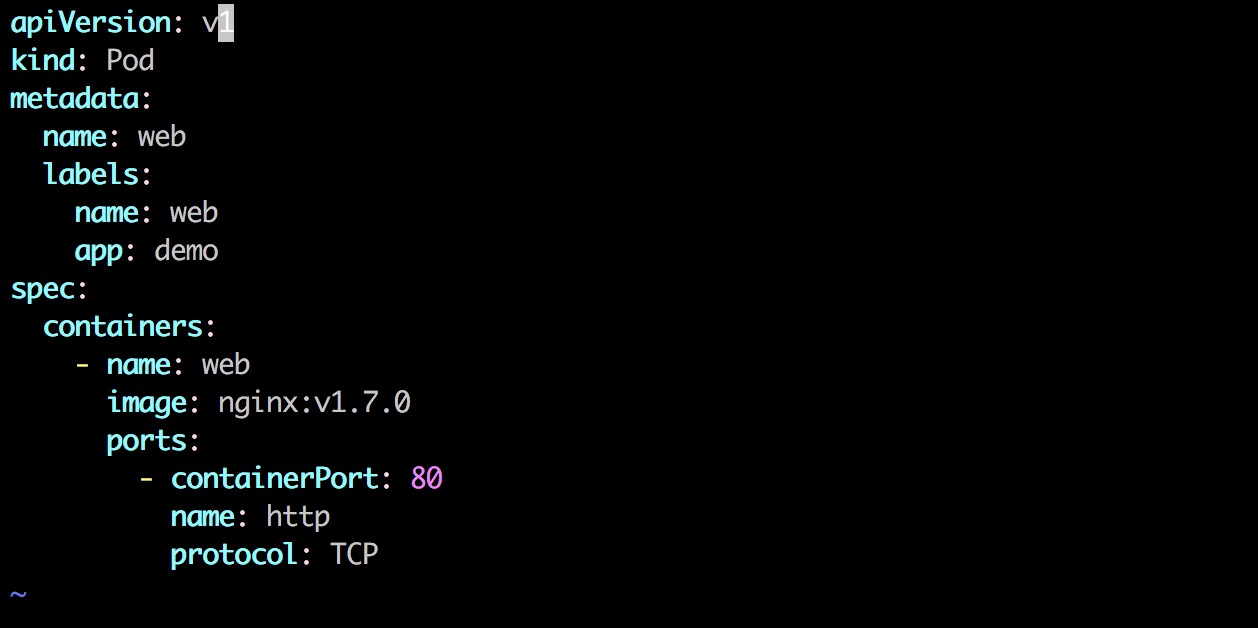 apiVersion: v1
kind: Pod
metadata:
  name: web
  labels:
    name: web
    app: demo
spec:
  containers:
    - name: web
      image: nginx:v1.7.0
      ports:
        - containerPort: 80
          name: http
          protocol: TCP
~